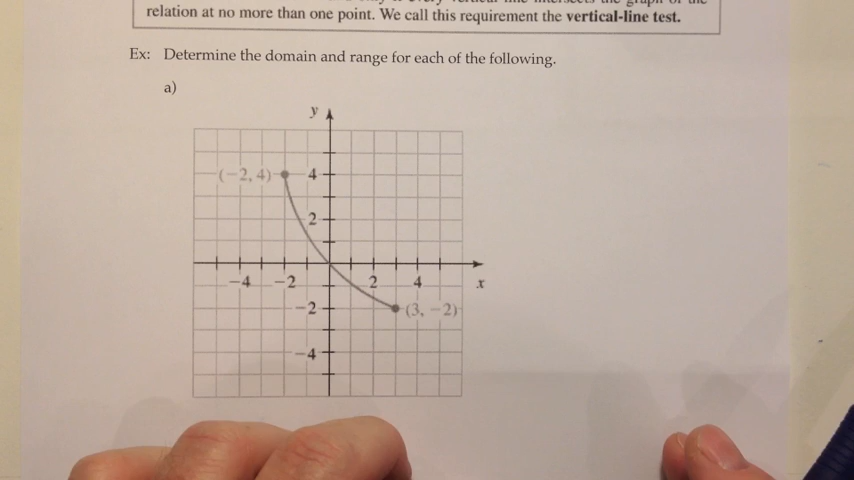 relation at no more than one point. We call this requirement the vertical-line test.
Ex: Determine the domain and range for each of the following.
a)
y
(−2, 4)
4
2
−4 −2 2 4 x
−2 (3, −2)
−4